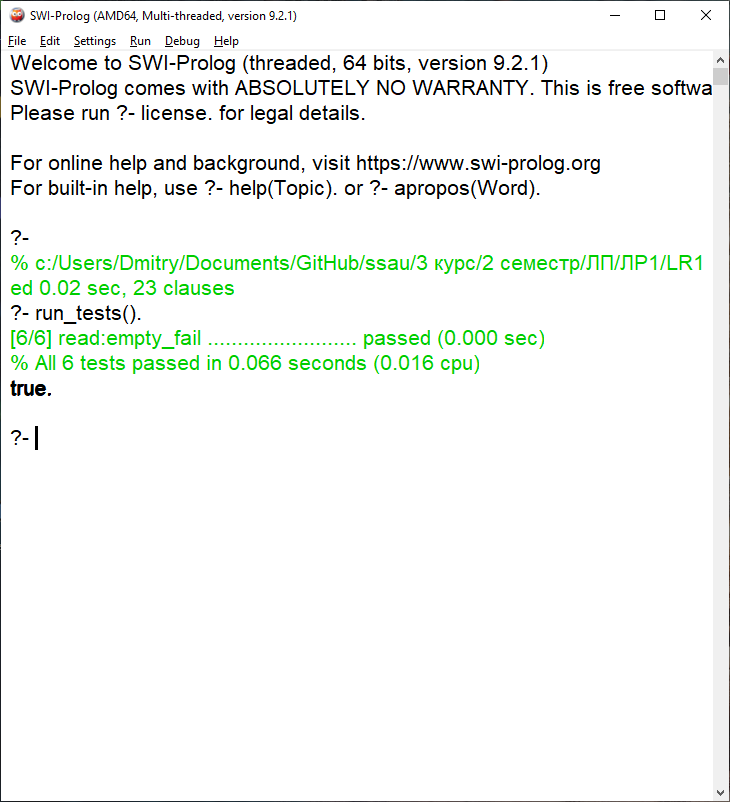 SWI-Prolog (AMD64, Multi-threaded, version 9.2.1)
File Edit Settings Run Debug Help
Welcome to SWI-Prolog (threaded, 64 bits, version 9.2.1)
SWI-Prolog comes with ABSOLUTELY NO WARRANTY. This is free softwa
Please run ?- license. for legal details.
For online help and background, visit https://www.swi-prolog.org
For built-in help, use ?- help(Topic). or ?- apropos(Word).
?-
% c:/Users/Dmitry/Documents/GitHub/ssau/3 курс/2 семестр/ЛП/ЛР1/LR1
ed 0.02 sec, 23 clauses
?- run_tests().
[6/6] read:empty_fail ......................... passed (0.000 sec)
% All 6 tests passed in 0.066 seconds (0.016 cpu)
true.
?-